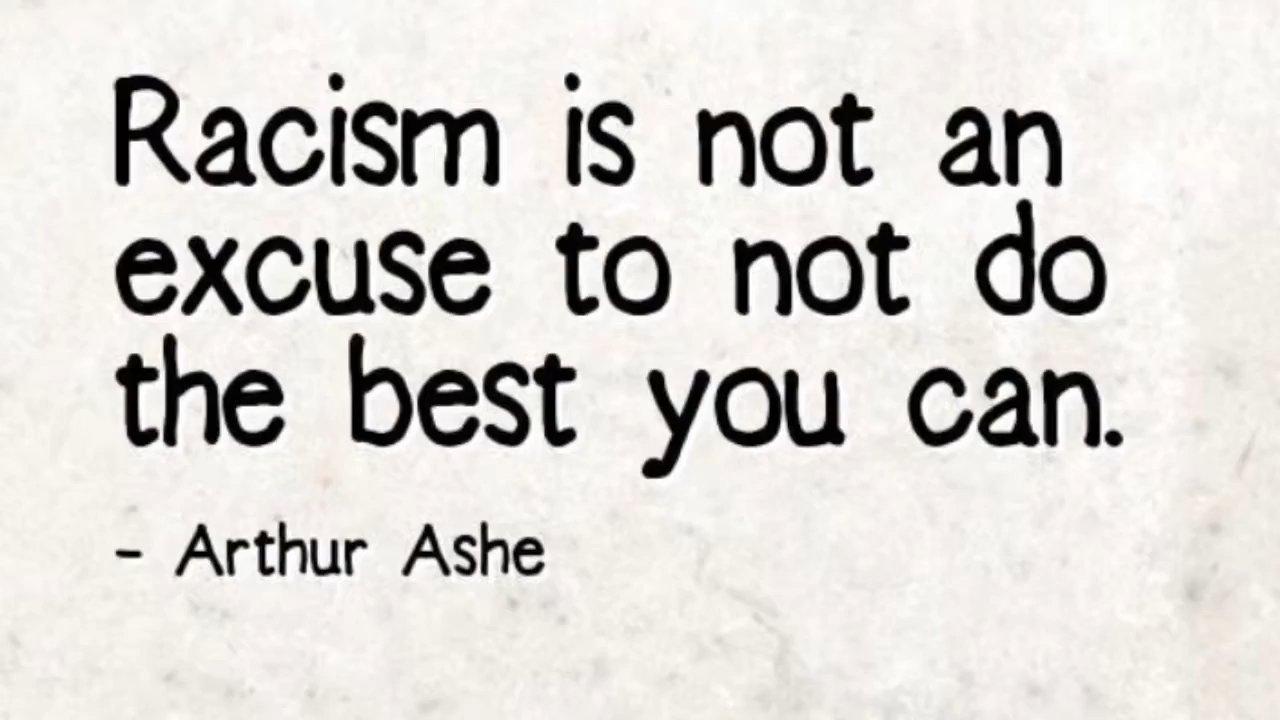 Racism is not an
excuse to not do
the best you can.
- Arthur Ashe